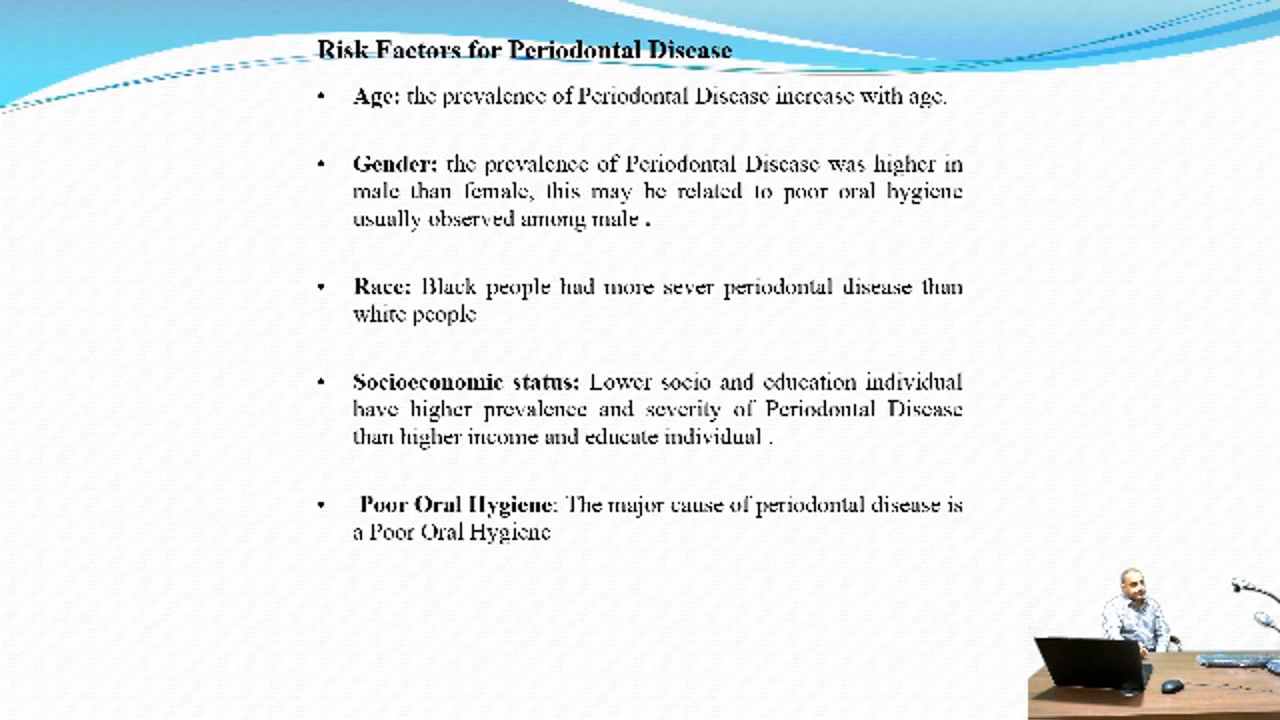 Risk Factors for Periodontal Disease
• Age: the prevalence of Periodontal Disease increase with age.
• Gender: the prevalence of Periodontal Disease was higher in
male than female, this may be related to poor oral hygiene
usually observed among male .
• Race: Black people had more sever periodontal disease than
white people
• Socioeconomic status: Lower socio and education individual
have higher prevalence and severity of Periodontal Disease
than higher income and educate individual .
• Poor Oral Hygiene: The major cause of periodontal disease is
a Poor Oral Hygiene